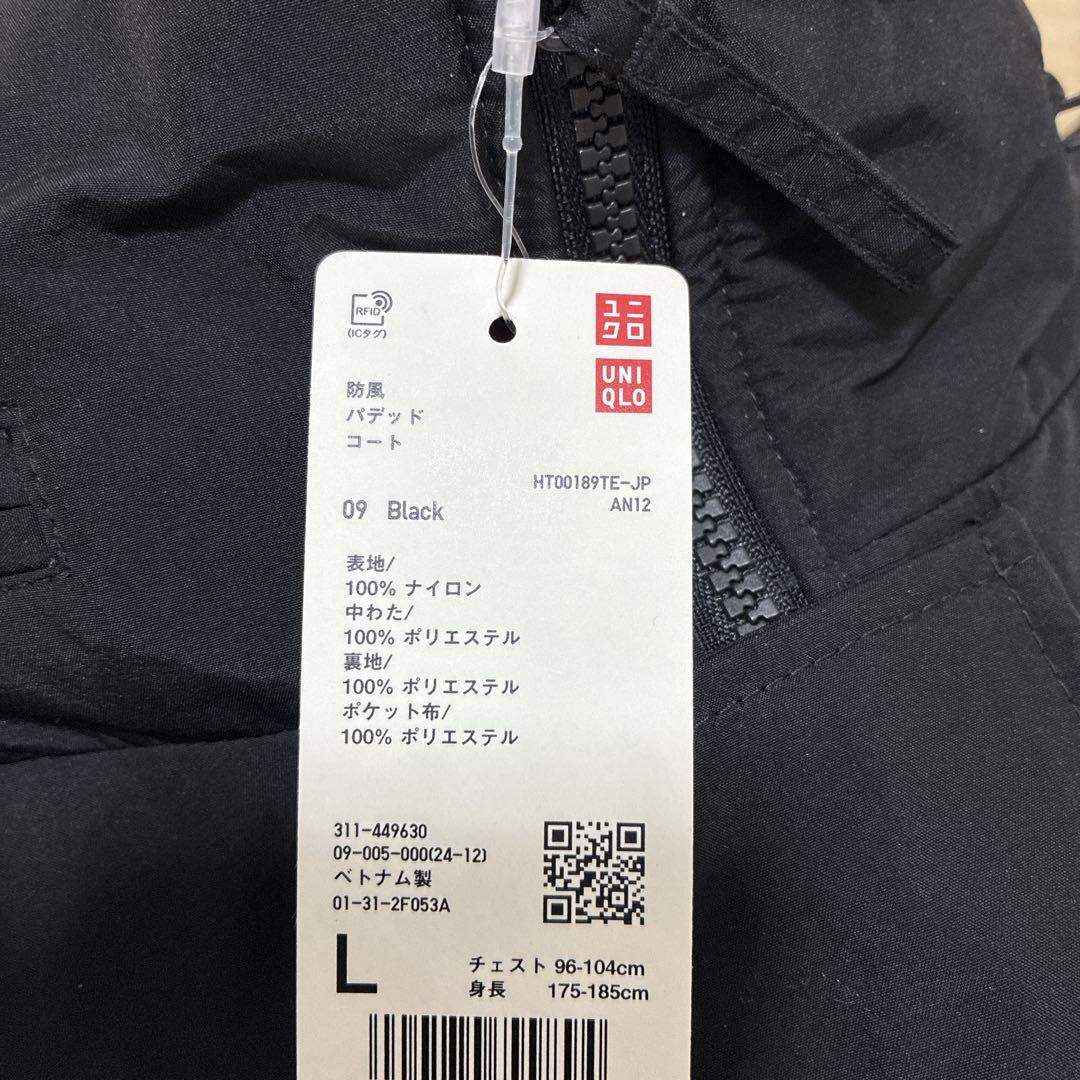 RFID
(ICタグ)
ユニ
クロ
UNI
QLO
防風
パデッド
コート
HT00189TE-JP
AN12
09 Black
表地/
100% ナイロン
中わた/
100% ポリエステル
裏地/
100% ポリエステル
ポケット布/
100% ポリエステル
311-449630
09-005-000(24-12)
ベトナム製
01-31-2F053A
L
チェスト 96-104cm
身長 175-185cm